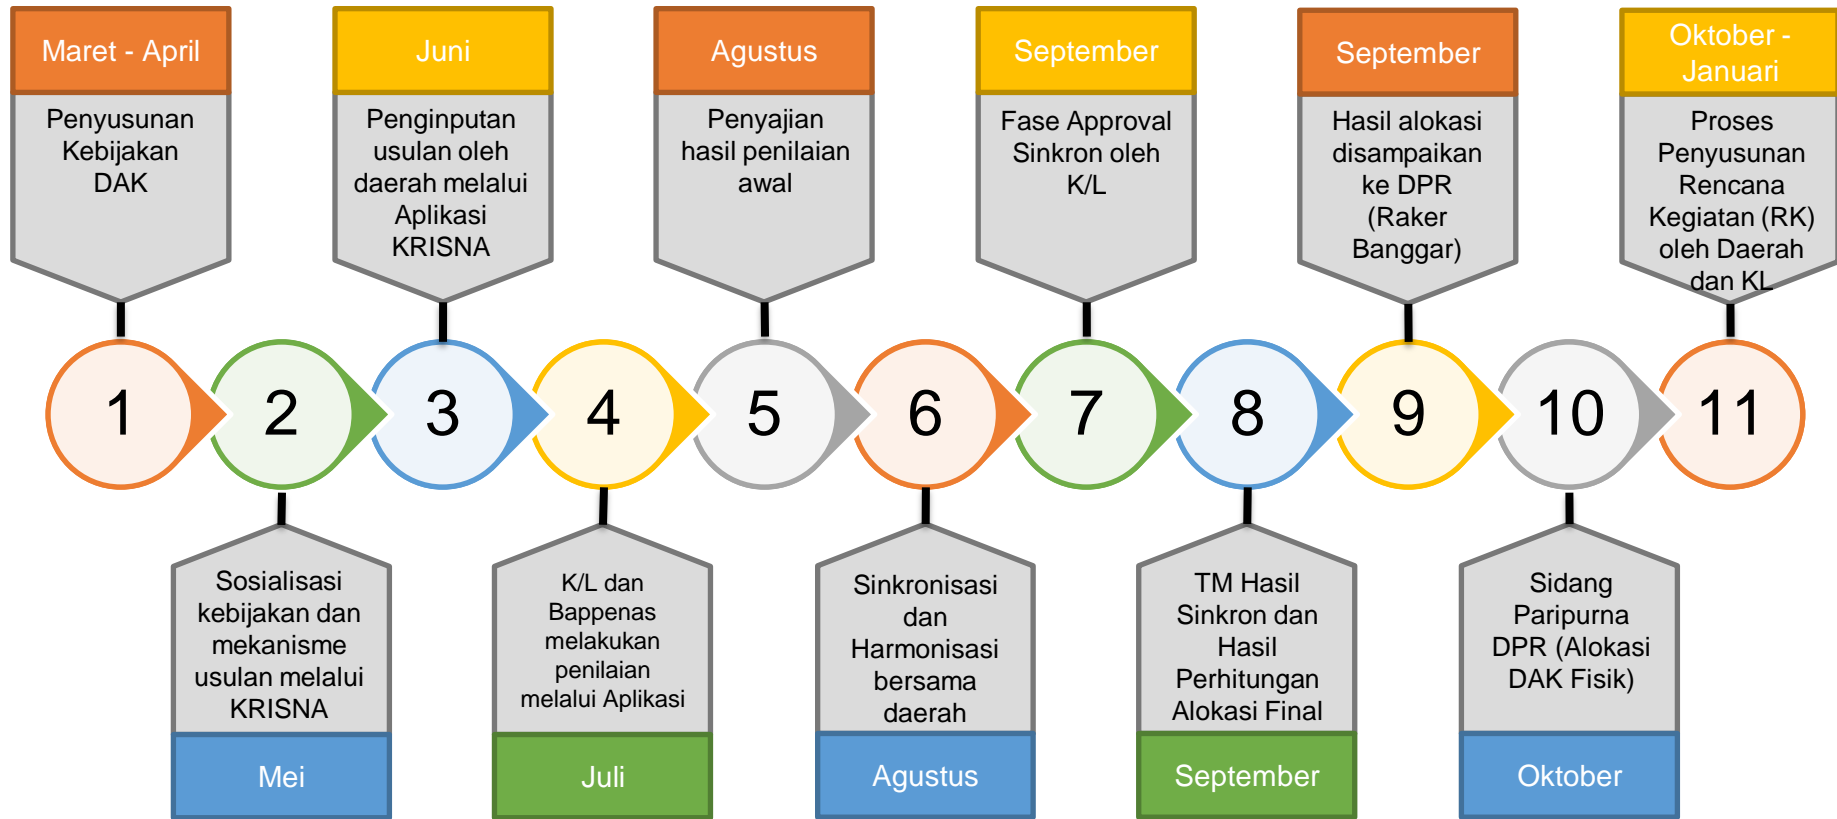 Maret - April
Penyusunan
Kebijakan
DAK
Juni
Penginputan
usulan oleh
daerah melalui
Aplikasi
KRISNA
Agustus
Penyajian
hasil penilaian
awal
September
Fase Approval
Sinkron oleh
K/L
September
Hasil alokasi
disampaikan
ke DPR
(Raker
Banggar)
Oktober -
Januari
Proses
Penyusunan
Rencana
Kegiatan (RK)
oleh Daerah
dan KL
1
2
3
4
5
6
7
8
9
10
11
Sosialisasi
kebijakan dan
mekanisme
usulan melalui
KRISNA
Mei
K/L dan
Bappenas
melakukan
penilaian
melalui Aplikasi
Juli
Sinkronisasi
dan
Harmonisasi
bersama
daerah
Agustus
TM Hasil
Sinkron dan
Hasil
Perhitungan
Alokasi Final
September
Sidang
Paripurna
DPR (Alokasi
DAK Fisik)
Oktober